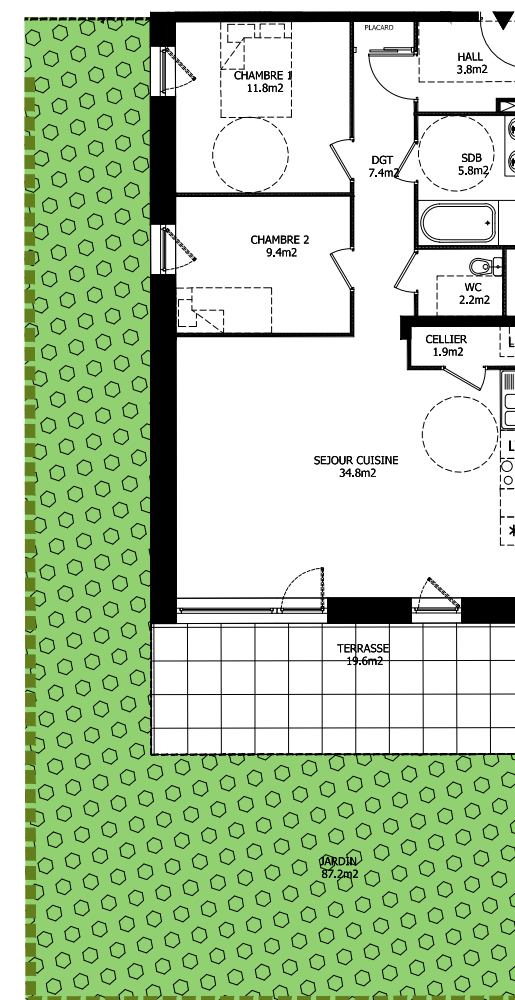 PLACARD
HALL
3.8m2
CHAMBRE 1
11.8m2
DGT
7.4m2
SDB
5.8m2
CHAMBRE 2
9.4m2
WC
2.2m2
CELLIER
1.9m2
L
SEJOUR CUISINE
34.8m2
L
TERRASSE
19.6m2
JARDIN
87.2m2